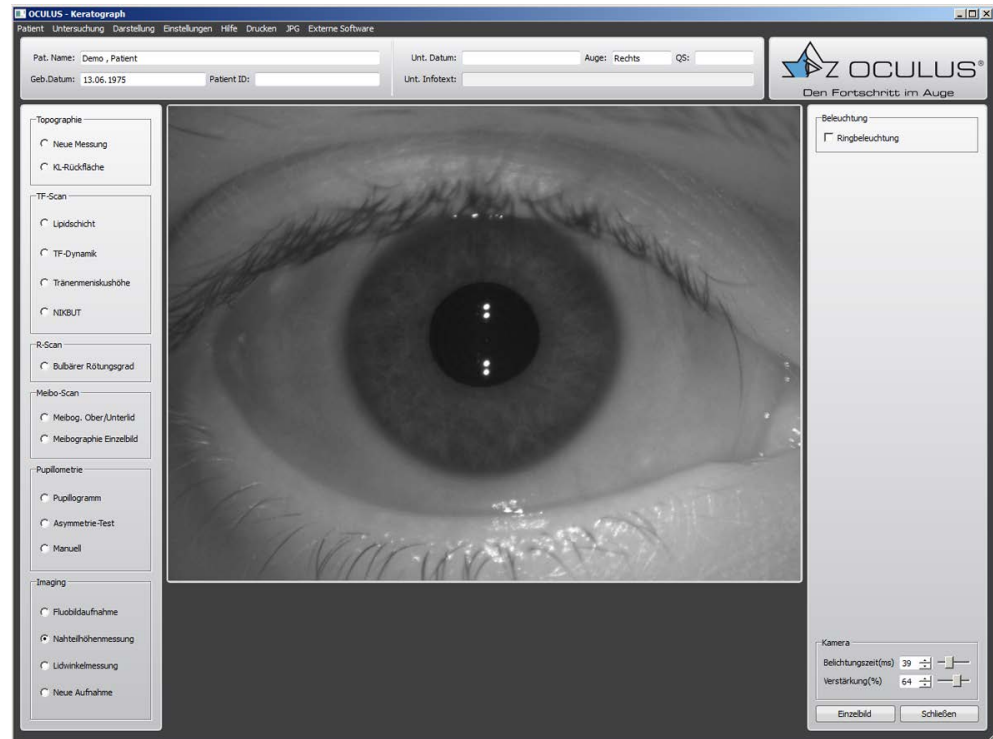 OCULUS - Keratograph
Patient Untersuchung Darstellung Einstellungen Hilfe Drucken JPG Externe Software
Pat. Name: Demo , Patient
Geb.Datum: 13.06.1975 Patient ID:
Unt. Datum: Auge: Rechts QS:
Unt. Infotext:
OCULUS®
Den Fortschritt im Auge
Topographie
Neue Messung
KL-Rückfläche
TF-Scan
Lipidschicht
TF-Dynamik
Tränenmeniskushöhe
NIKBUT
R-Scan
Bulbärer Rötungsgrad
Meibo-Scan
Meibog. Ober/Unterlid
Meibographie Einzelbild
Pupillometrie
Pupillogramm
Asymmetrie-Test
Manuell
Imaging
Fluobildaufnahme
Nahteilhöhenmessung
Lidwinkelmessung
Neue Aufnahme
Beleuchtung
Ringbeleuchtung
Kamera
Belichtungszeit(ms) 39
Verstärkung(%) 64
Einzelbild Schließen